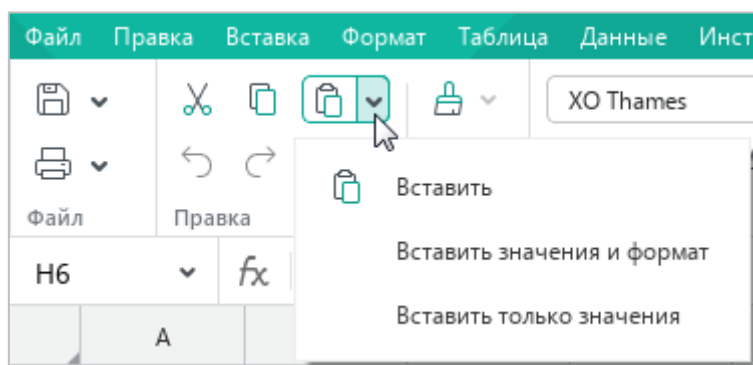 Файл Правка Вставка Формат Таблица Данные Инст
XO Thames
Вставить
Файл Правка
Вставить значения и формат
H6 fx
Вставить только значения
A